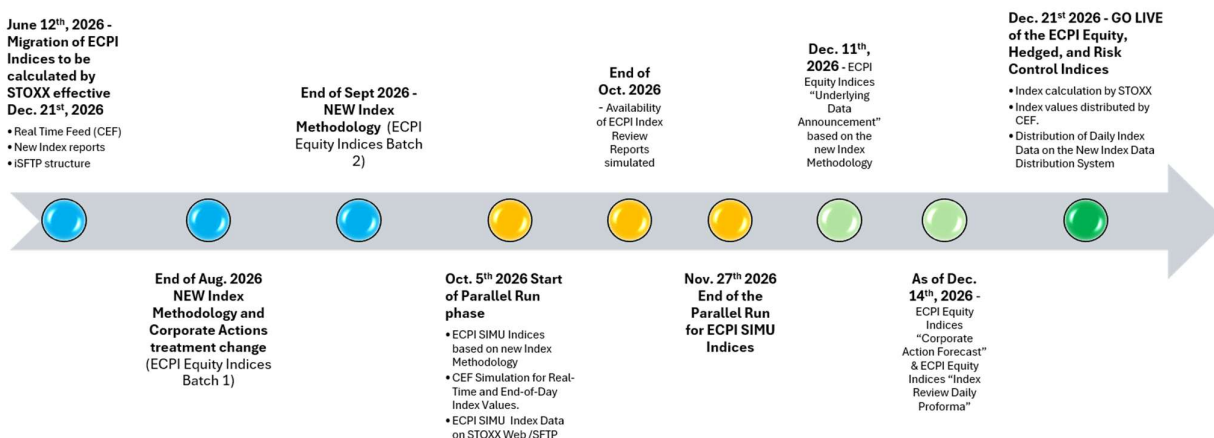 June 12th, 2026 -
Migration of ECPI
Indices to be
calculated by
STOXX effective
Dec. 21st, 2026
• Real Time Feed (CEF)
• New Index reports
• iSFTP structure
End of Aug. 2026
NEW Index
Methodology and
Corporate Actions
treatment change
(ECPI Equity Indices
Batch 1)
End of Sept 2026 -
NEW Index
Methodology (ECPI
Equity Indices Batch
2)
Oct. 5th 2026 Start
of Parallel Run
phase
• ECPI SIMU Indices
based on new Index
Methodology
• CEF Simulation for Real-
Time and End-of-Day
Index Values.
• ECPI SIMU Index Data
on STOXX Web /SFTP
End of
Oct. 2026
- Availability
of ECPI Index
Review
Reports
simulated
Nov. 27th 2026
End of the
Parallel Run
for ECPI SIMU
Indices
Dec. 11th,
2026 - ECPI
Equity Indices
“Underlying
Data
Announcement”
based on the
new Index
Methodology
As of Dec.
14th, 2026 -
ECPI Equity
Indices
“Corporate
Action Forecast”
& ECPI Equity
Indices “Index
Review Daily
Proforma”
Dec. 21st 2026 - GO LIVE
of the ECPI Equity,
Hedged, and Risk
Control Indices
• Index calculation by STOXX
• Index values distributed by
CEF.
• Distribution of Daily Index
Data on the New Index Data
Distribution System